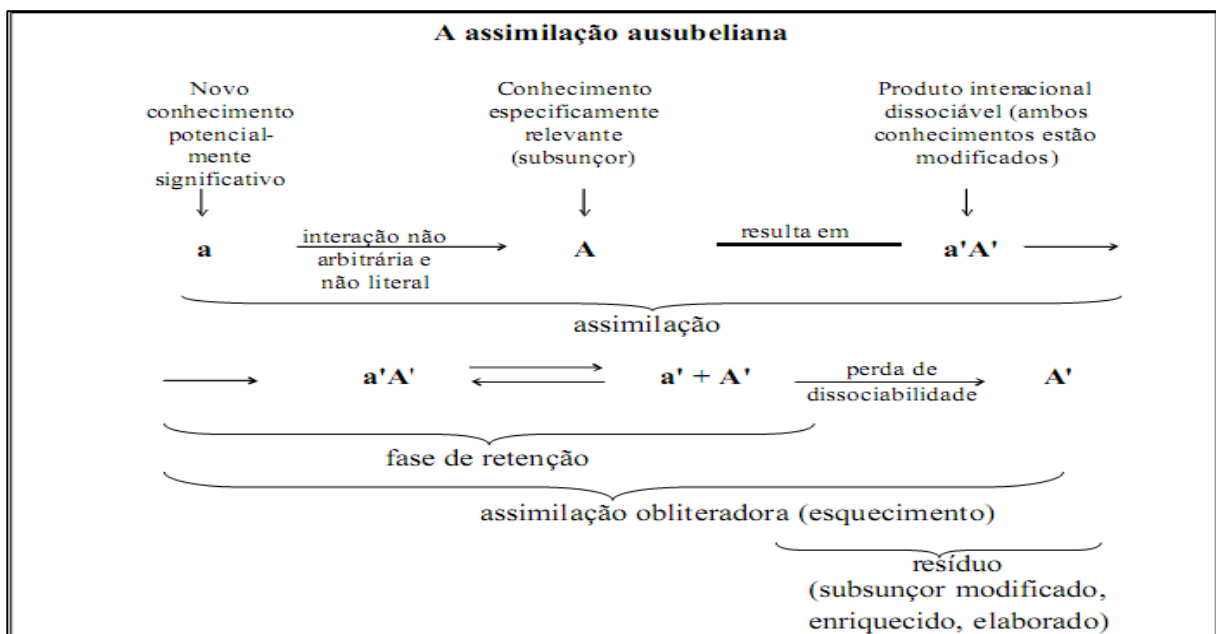 A assimilação ausubeliana
Novo
conhecimento
potencial-
mente
significativo
Conhecimento
especificamente
relevante
(subsunçor)
Produto interacional
dissociável (ambos
conhecimentos estão
modificados)
a
interação não
arbitrária e
não literal
A
resulta em
a'A'
assimilação
a'A'
a' + A'
perda de
dissociabilidade
A'
fase de retenção
assimilação obliteradora (esquecimento)
resíduo
(subsunçor modificado,
enriquecido, elaborado)